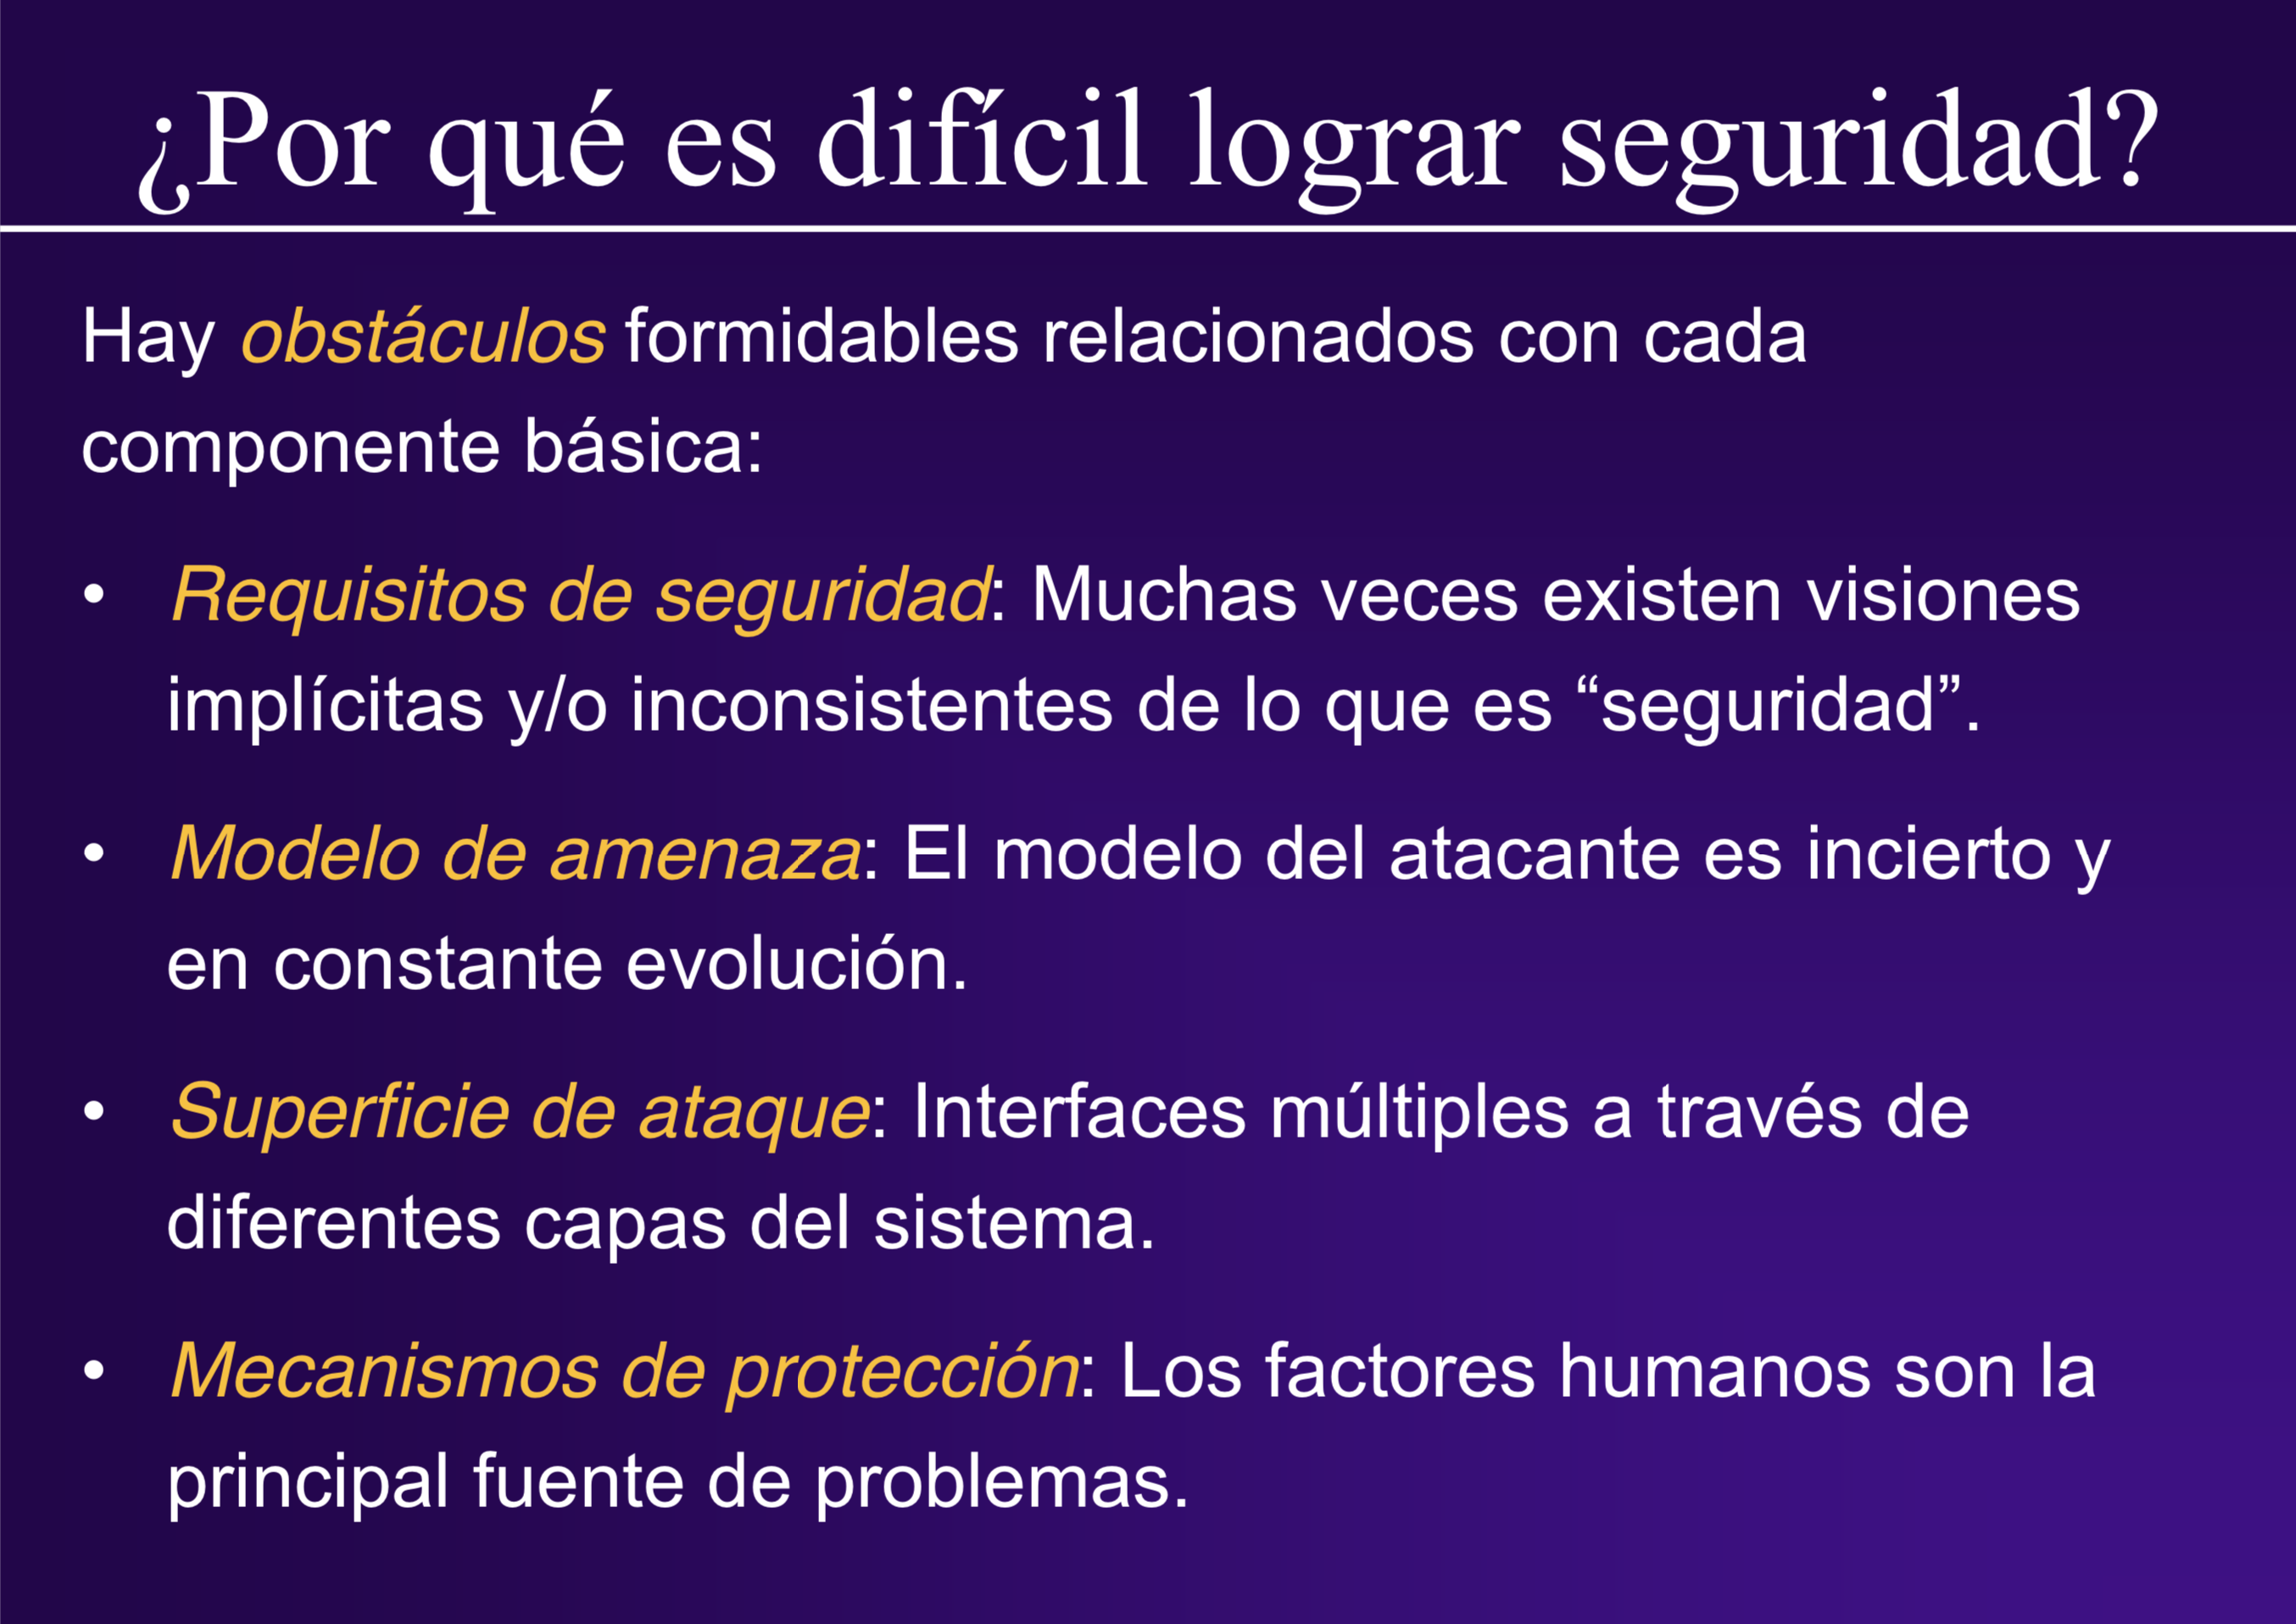 ¿Por qué es difícil lograr seguridad?
Hay obstáculos formidables relacionados con cada
componente básica:
• Requisitos de seguridad: Muchas veces existen visiones
implícitas y/o inconsistentes de lo que es “seguridad”.
• Modelo de amenaza: El modelo del atacante es incierto y
en constante evolución.
• Superficie de ataque: Interfaces múltiples a través de
diferentes capas del sistema.
• Mecanismos de protección: Los factores humanos son la
principal fuente de problemas.